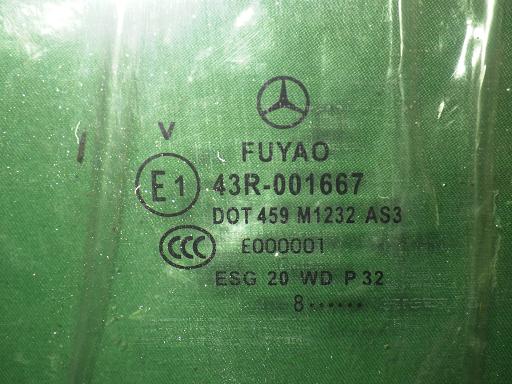 V
FUYAO
E1 43R-001667
DOT 459 M1232 AS3
CCC E000001
ESG 20 WD P 32
8······